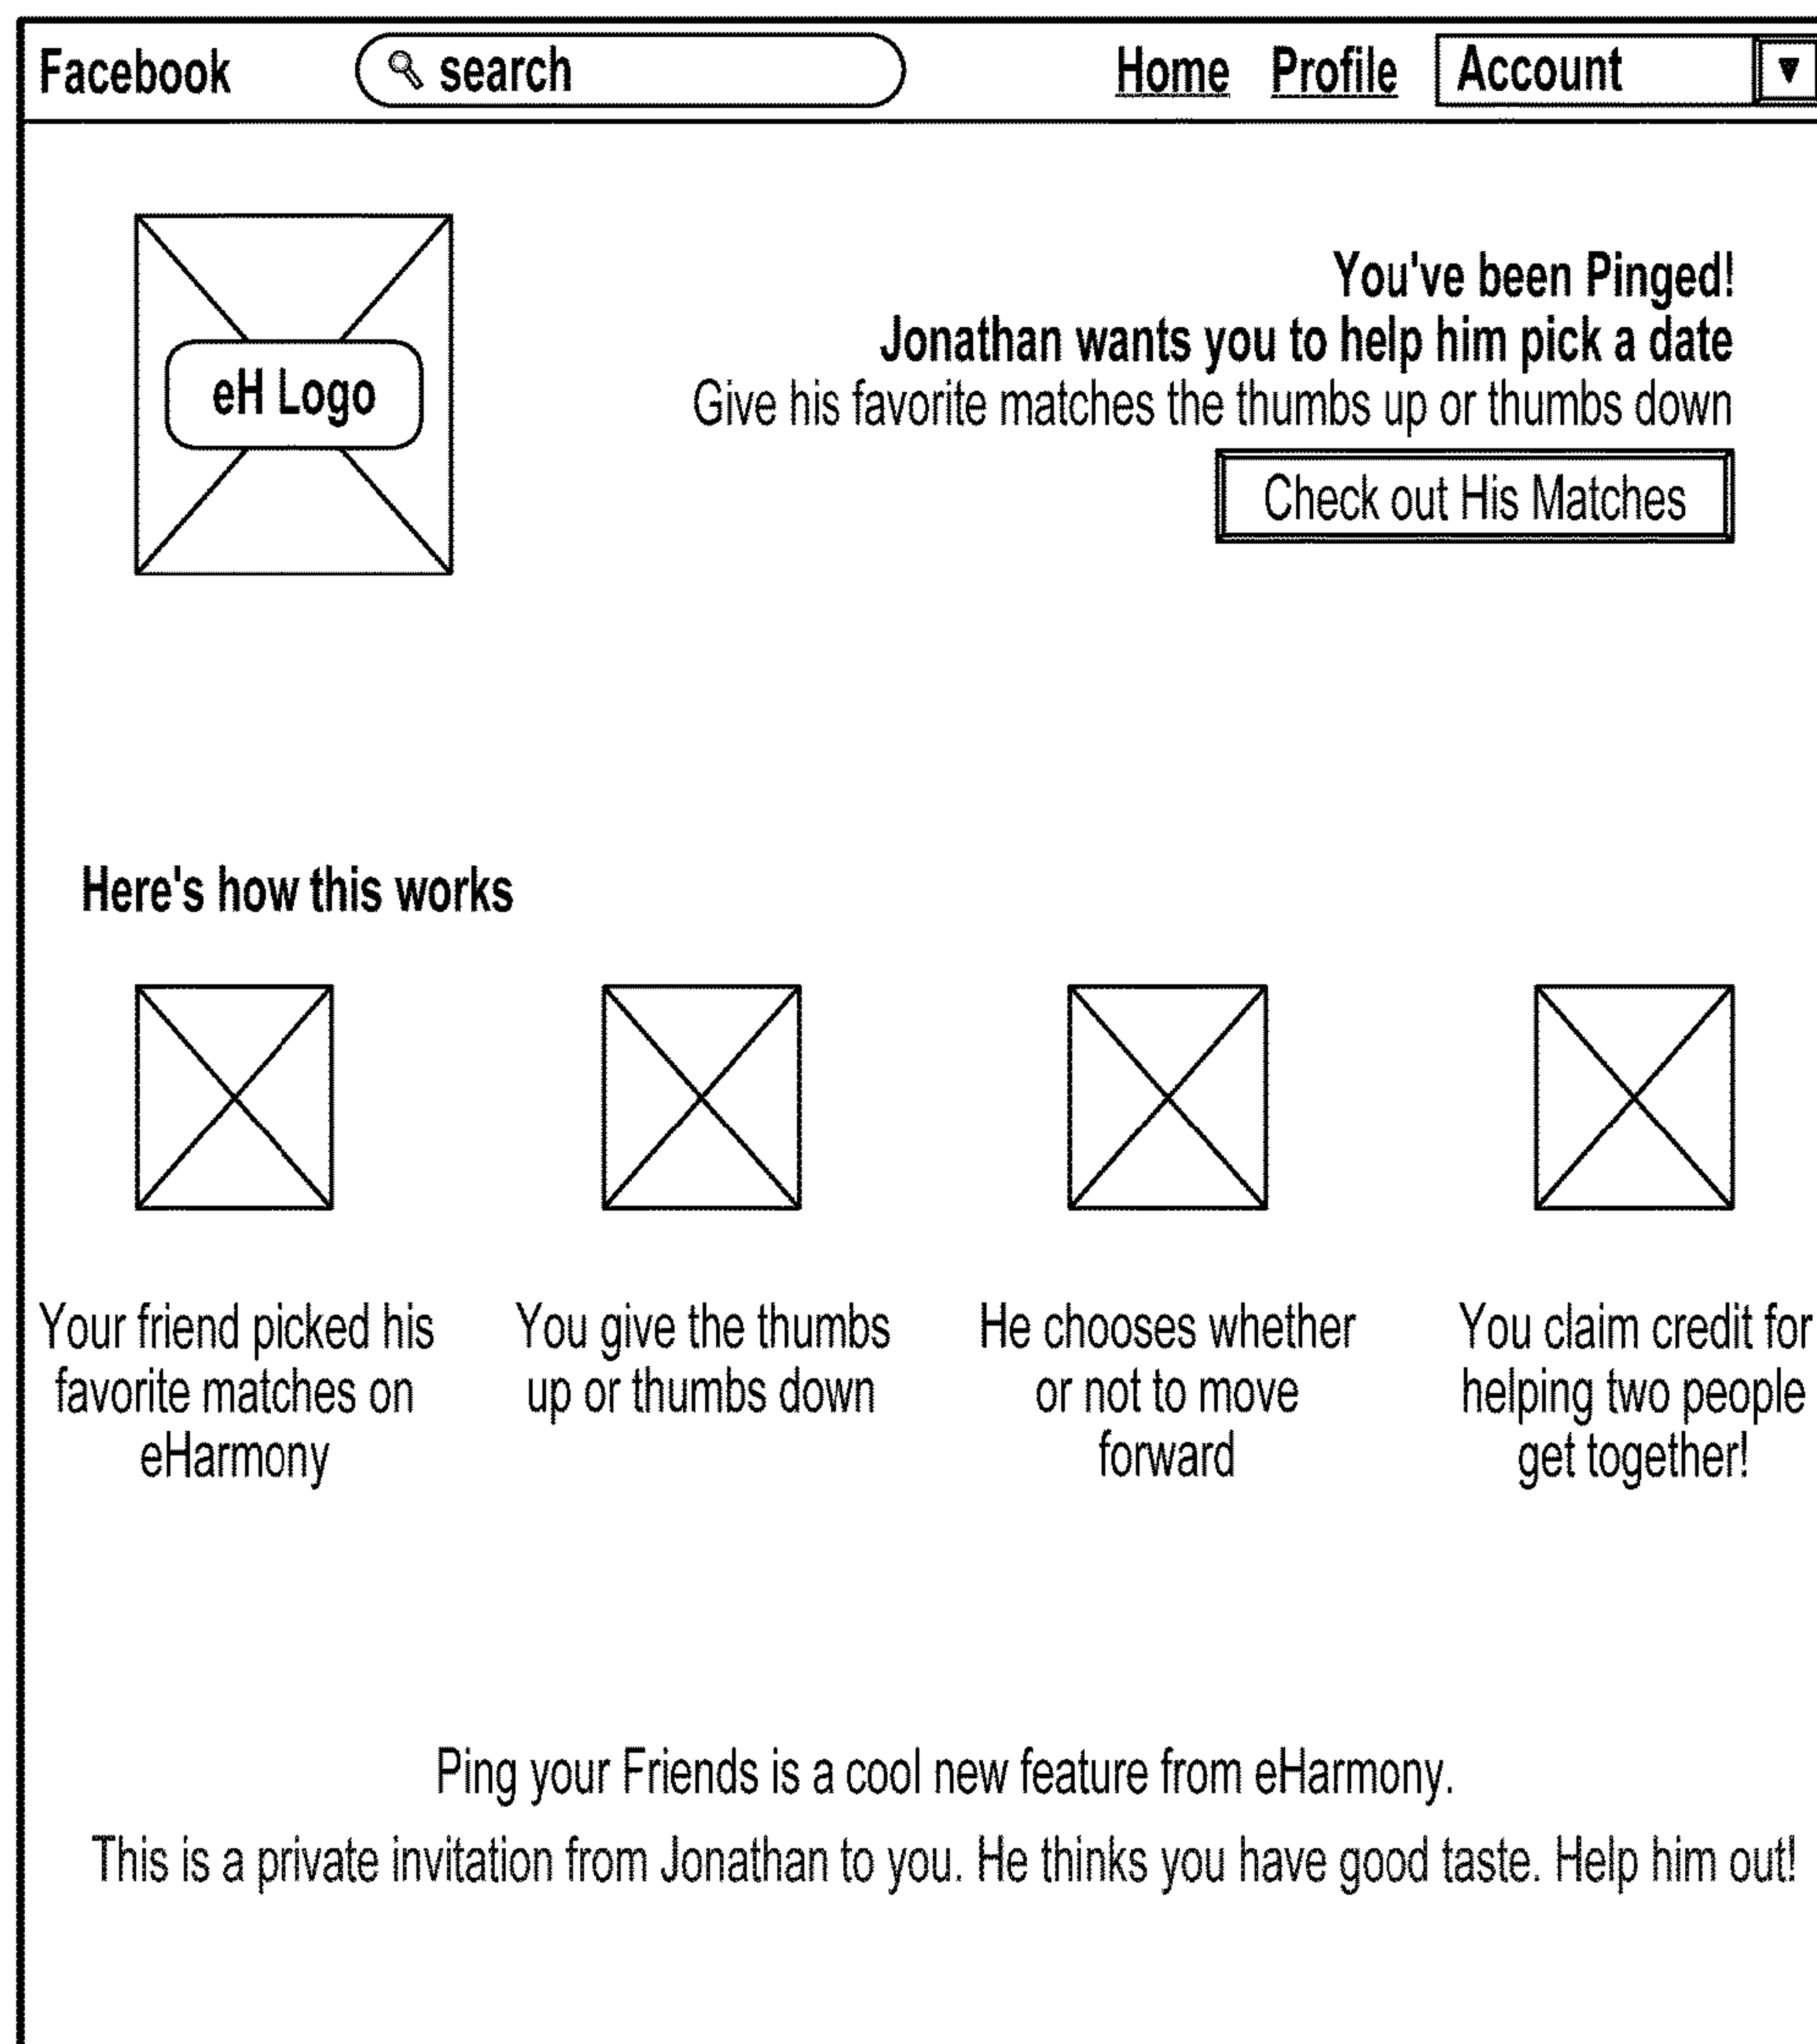 Facebook search Home Profile Account
eH Logo
You've been Pinged!
Jonathan wants you to help him pick a date
Give his favorite matches the thumbs up or thumbs down
Check out His Matches
Here's how this works
Your friend picked his
favorite matches on
eHarmony
You give the thumbs
up or thumbs down
He chooses whether
or not to move
forward
You claim credit for
helping two people
get together!
Ping your Friends is a cool new feature from eHarmony.
This is a private invitation from Jonathan to you. He thinks you have good taste. Help him out!